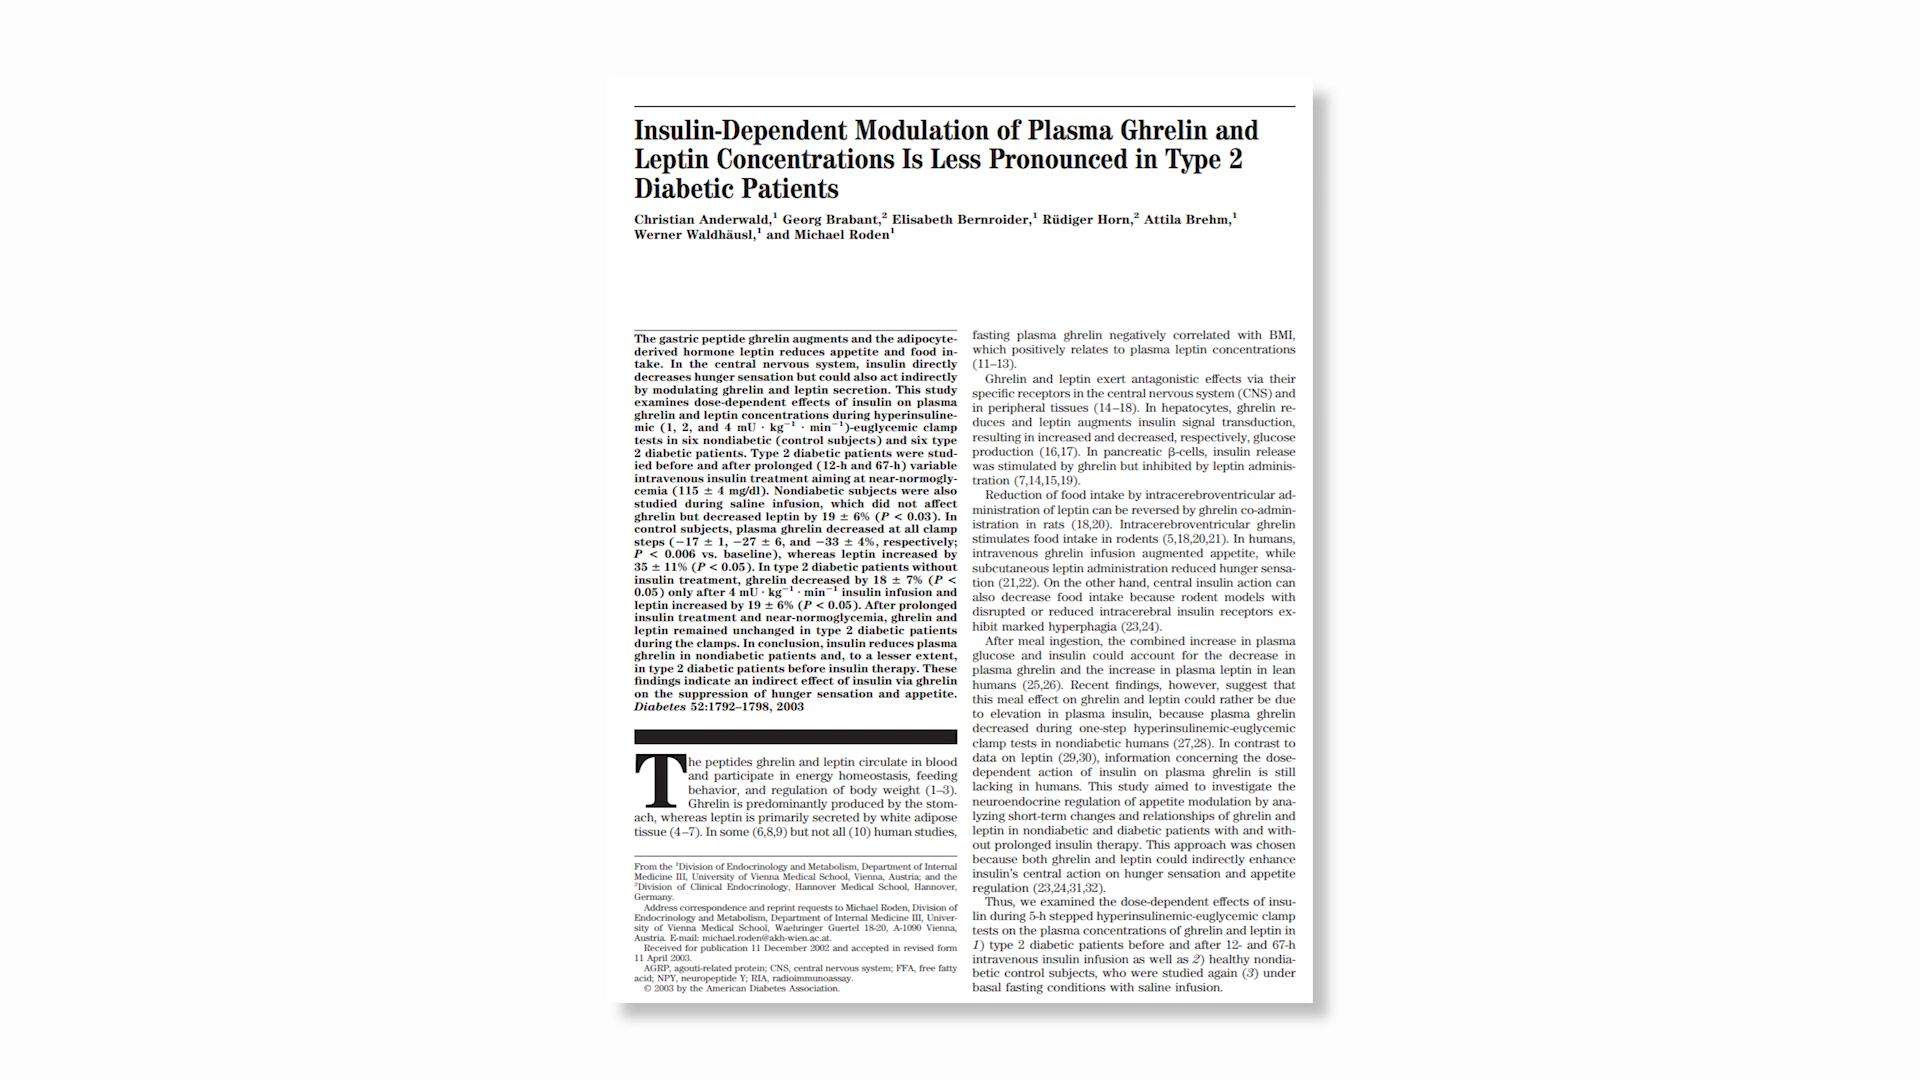 Insulin-Dependent Modulation of Plasma Ghrelin and
Leptin Concentrations Is Less Pronounced in Type 2
Diabetic Patients
Christian Anderwald,¹ Georg Brabant,² Elisabeth Bernroider,¹ Rüdiger Horn,² Attila Brehm,¹
Werner Waldhäusl,¹ and Michael Roden¹
The gastric peptide ghrelin augments and the adipocyte-
derived hormone leptin reduces appetite and food in-
take. In the central nervous system, insulin directly
decreases hunger sensation but could also act indirectly
by modulating ghrelin and leptin secretion. This study
examines dose-dependent effects of insulin on plasma
ghrelin and leptin concentrations during hyperinsuline-
mic (1, 2, and 4 mU · kg⁻¹ · min⁻¹)-euglycemic clamp
tests in six nondiabetic (control subjects) and six type
2 diabetic patients. Type 2 diabetic patients were stud-
ied before and after prolonged (12-h and 67-h) variable
intravenous insulin treatment aiming at near-normogly-
cemia (115 ± 4 mg/dl). Nondiabetic subjects were also
studied during saline infusion, which did not affect
ghrelin but decreased leptin by 19 ± 6% (P < 0.03). In
control subjects, plasma ghrelin decreased at all clamp
steps (−17 ± 1, −27 ± 6, and −33 ± 4%, respectively;
P < 0.006 vs. baseline), whereas leptin increased by
35 ± 11% (P < 0.05). In type 2 diabetic patients without
insulin treatment, ghrelin decreased by 18 ± 7% (P <
0.05) only after 4 mU · kg⁻¹ · min⁻¹ insulin infusion and
leptin increased by 19 ± 6% (P < 0.05). After prolonged
insulin treatment and near-normoglycemia, ghrelin and
leptin remained unchanged in type 2 diabetic patients
during the clamps. In conclusion, insulin reduces plasma
ghrelin in nondiabetic patients and, to a lesser extent,
in type 2 diabetic patients before insulin therapy. These
findings indicate an indirect effect of insulin via ghrelin
on the suppression of hunger sensation and appetite.
Diabetes 52:1792–1798, 2003
The peptides ghrelin and leptin circulate in blood
and participate in energy homeostasis, feeding
behavior, and regulation of body weight (1–3).
Ghrelin is predominantly produced by the stom-
ach, whereas leptin is primarily secreted by white adipose
tissue (4–7). In some (6,8,9) but not all (10) human studies,
From the ¹Division of Endocrinology and Metabolism, Department of Internal
Medicine III, University of Vienna Medical School, Vienna, Austria; and the
²Division of Clinical Endocrinology, Hannover Medical School, Hannover,
Germany.
Address correspondence and reprint requests to Michael Roden, Division of
Endocrinology and Metabolism, Department of Internal Medicine III, Univer-
sity of Vienna Medical School, Waehringer Guertel 18-20, A-1090 Vienna,
Austria. E-mail: michael.roden@akh-wien.ac.at.
Received for publication 11 December 2002 and accepted in revised form
11 April 2003.
AGRP, agouti-related protein; CNS, central nervous system; FFA, free fatty
acid; NPY, neuropeptide Y; RIA, radioimmunoassay.
© 2003 by the American Diabetes Association.
fasting plasma ghrelin negatively correlated with BMI,
which positively relates to plasma leptin concentrations
(11–13).
Ghrelin and leptin exert antagonistic effects via their
specific receptors in the central nervous system (CNS) and
in peripheral tissues (14–18). In hepatocytes, ghrelin re-
duces and leptin augments insulin signal transduction,
resulting in increased and decreased, respectively, glucose
production (16,17). In pancreatic β-cells, insulin release
was stimulated by ghrelin but inhibited by leptin adminis-
tration (7,14,15,19).
Reduction of food intake by intracerebroventricular ad-
ministration of leptin can be reversed by ghrelin co-admin-
istration in rats (18,20). Intracerebroventricular ghrelin
stimulates food intake in rodents (5,18,20,21). In humans,
intravenous ghrelin infusion augmented appetite, while
subcutaneous leptin administration reduced hunger sensa-
tion (21,22). On the other hand, central insulin action can
also decrease food intake because rodent models with
disrupted or reduced intracerebral insulin receptors ex-
hibit marked hyperphagia (23,24).
After meal ingestion, the combined increase in plasma
glucose and insulin could account for the decrease in
plasma ghrelin and the increase in plasma leptin in lean
humans (25,26). Recent findings, however, suggest that
this meal effect on ghrelin and leptin could rather be due
to elevation in plasma insulin, because plasma ghrelin
decreased during one-step hyperinsulinemic-euglycemic
clamp tests in nondiabetic humans (27,28). In contrast to
data on leptin (29,30), information concerning the dose-
dependent action of insulin on plasma ghrelin is still
lacking in humans. This study aimed to investigate the
neuroendocrine regulation of appetite modulation by ana-
lyzing short-term changes and relationships of ghrelin and
leptin in nondiabetic and diabetic patients with and with-
out prolonged insulin therapy. This approach was chosen
because both ghrelin and leptin could indirectly enhance
insulin's central action on hunger sensation and appetite
regulation (23,24,31,32).
Thus, we examined the dose-dependent effects of insu-
lin during 5-h stepped hyperinsulinemic-euglycemic clamp
tests on the plasma concentrations of ghrelin and leptin in
1) type 2 diabetic patients before and after 12- and 67-h
intravenous insulin infusion as well as 2) healthy nondia-
betic control subjects, who were studied again (3) under
basal fasting conditions with saline infusion.